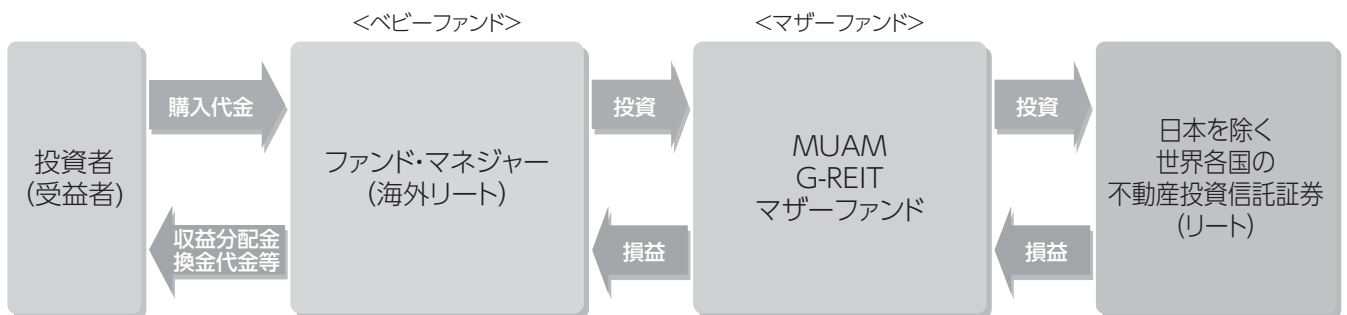 <ベビーファンド>
<マザーファンド>
投資者
(受益者)
購入代金
収益分配金
換金代金等
ファンド・マネジャー
(海外リート)
投資
損益
MUAM
G-REIT
マザーファンド
投資
損益
日本を除く
世界各国の
不動産投資信託証券
(リート)